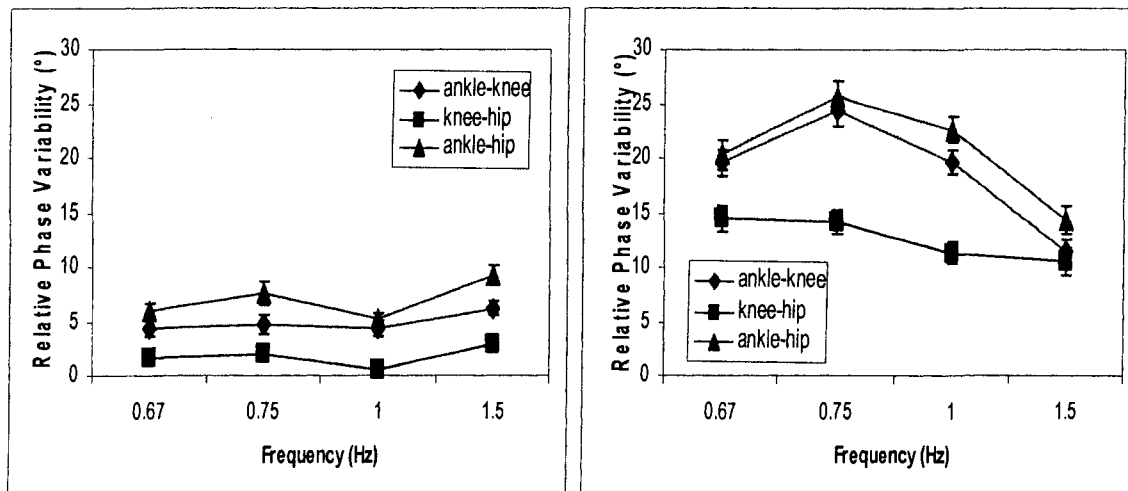 Relative Phase Variability (°)
30
25
20
15
10
5
0
ankle-knee
knee-hip
ankle-hip
0.67 0.75 1 1.5
Frequency (Hz)
Relative Phase Variability (°)
30
25
20
15
10
5
0
ankle-knee
knee-hip
ankle-hip
0.67 0.75 1 1.5
Frequency (Hz)